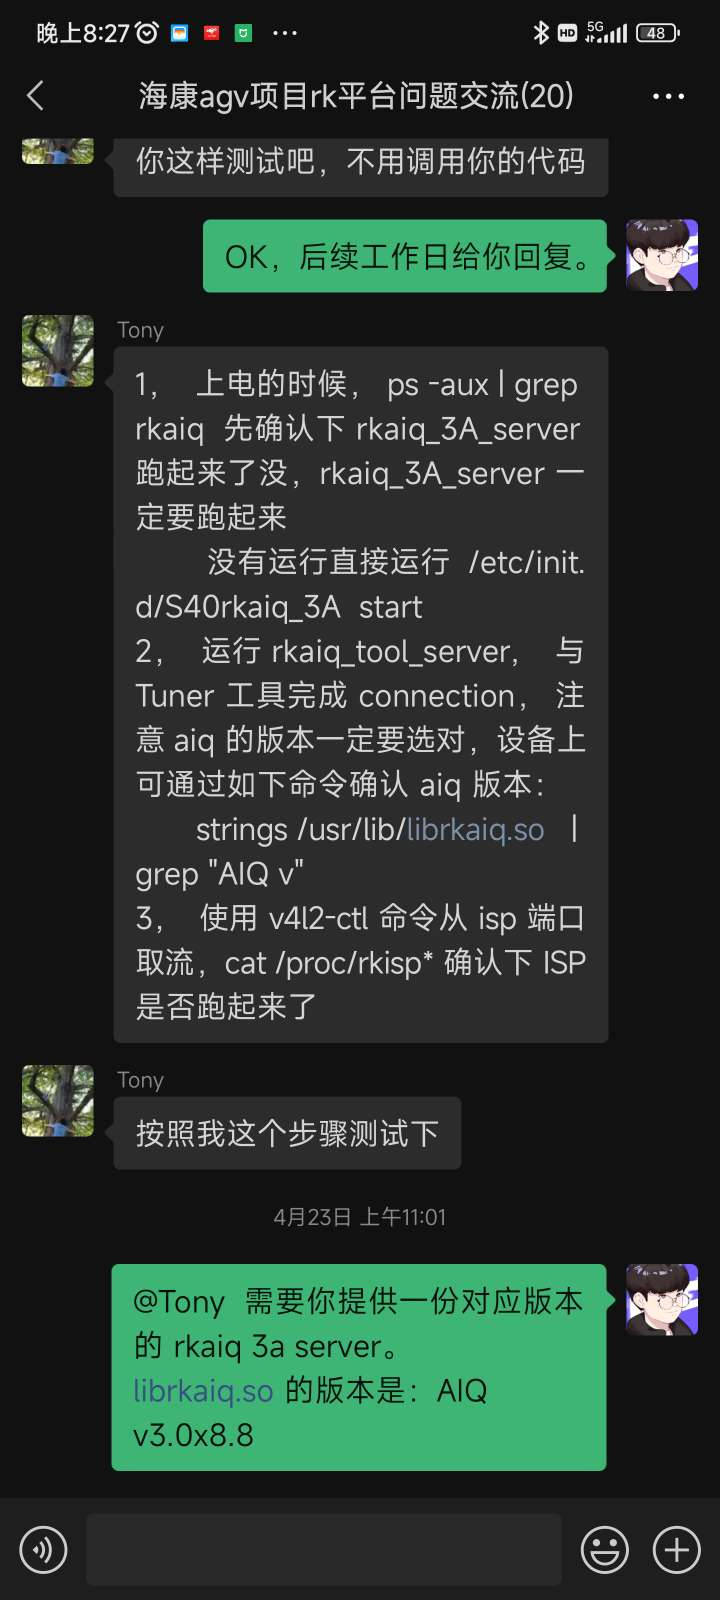 晚上8:27
HD
5G
48
海康agv项目rk平台问题交流(20)
你这样测试吧，不用调用你的代码
OK，后续工作日给你回复。
Tony
1， 上电的时候， ps -aux | grep
rkaiq 先确认下 rkaiq_3A_server
跑起来了没，rkaiq_3A_server 一
定要跑起来
没有运行直接运行 /etc/init.
d/S40rkaiq_3A start
2， 运行 rkaiq_tool_server， 与
Tuner 工具完成 connection， 注
意 aiq 的版本一定要选对，设备上
可通过如下命令确认 aiq 版本：
strings /usr/lib/librkaiq.so |
grep "AIQ v"
3， 使用 v4l2-ctl 命令从 isp 端口
取流，cat /proc/rkisp* 确认下 ISP
是否跑起来了
Tony
按照我这个步骤测试下
4月23日 上午11:01
@Tony 需要你提供一份对应版本
的 rkaiq 3a server。
librkaiq.so 的版本是：AIQ
v3.0x8.8